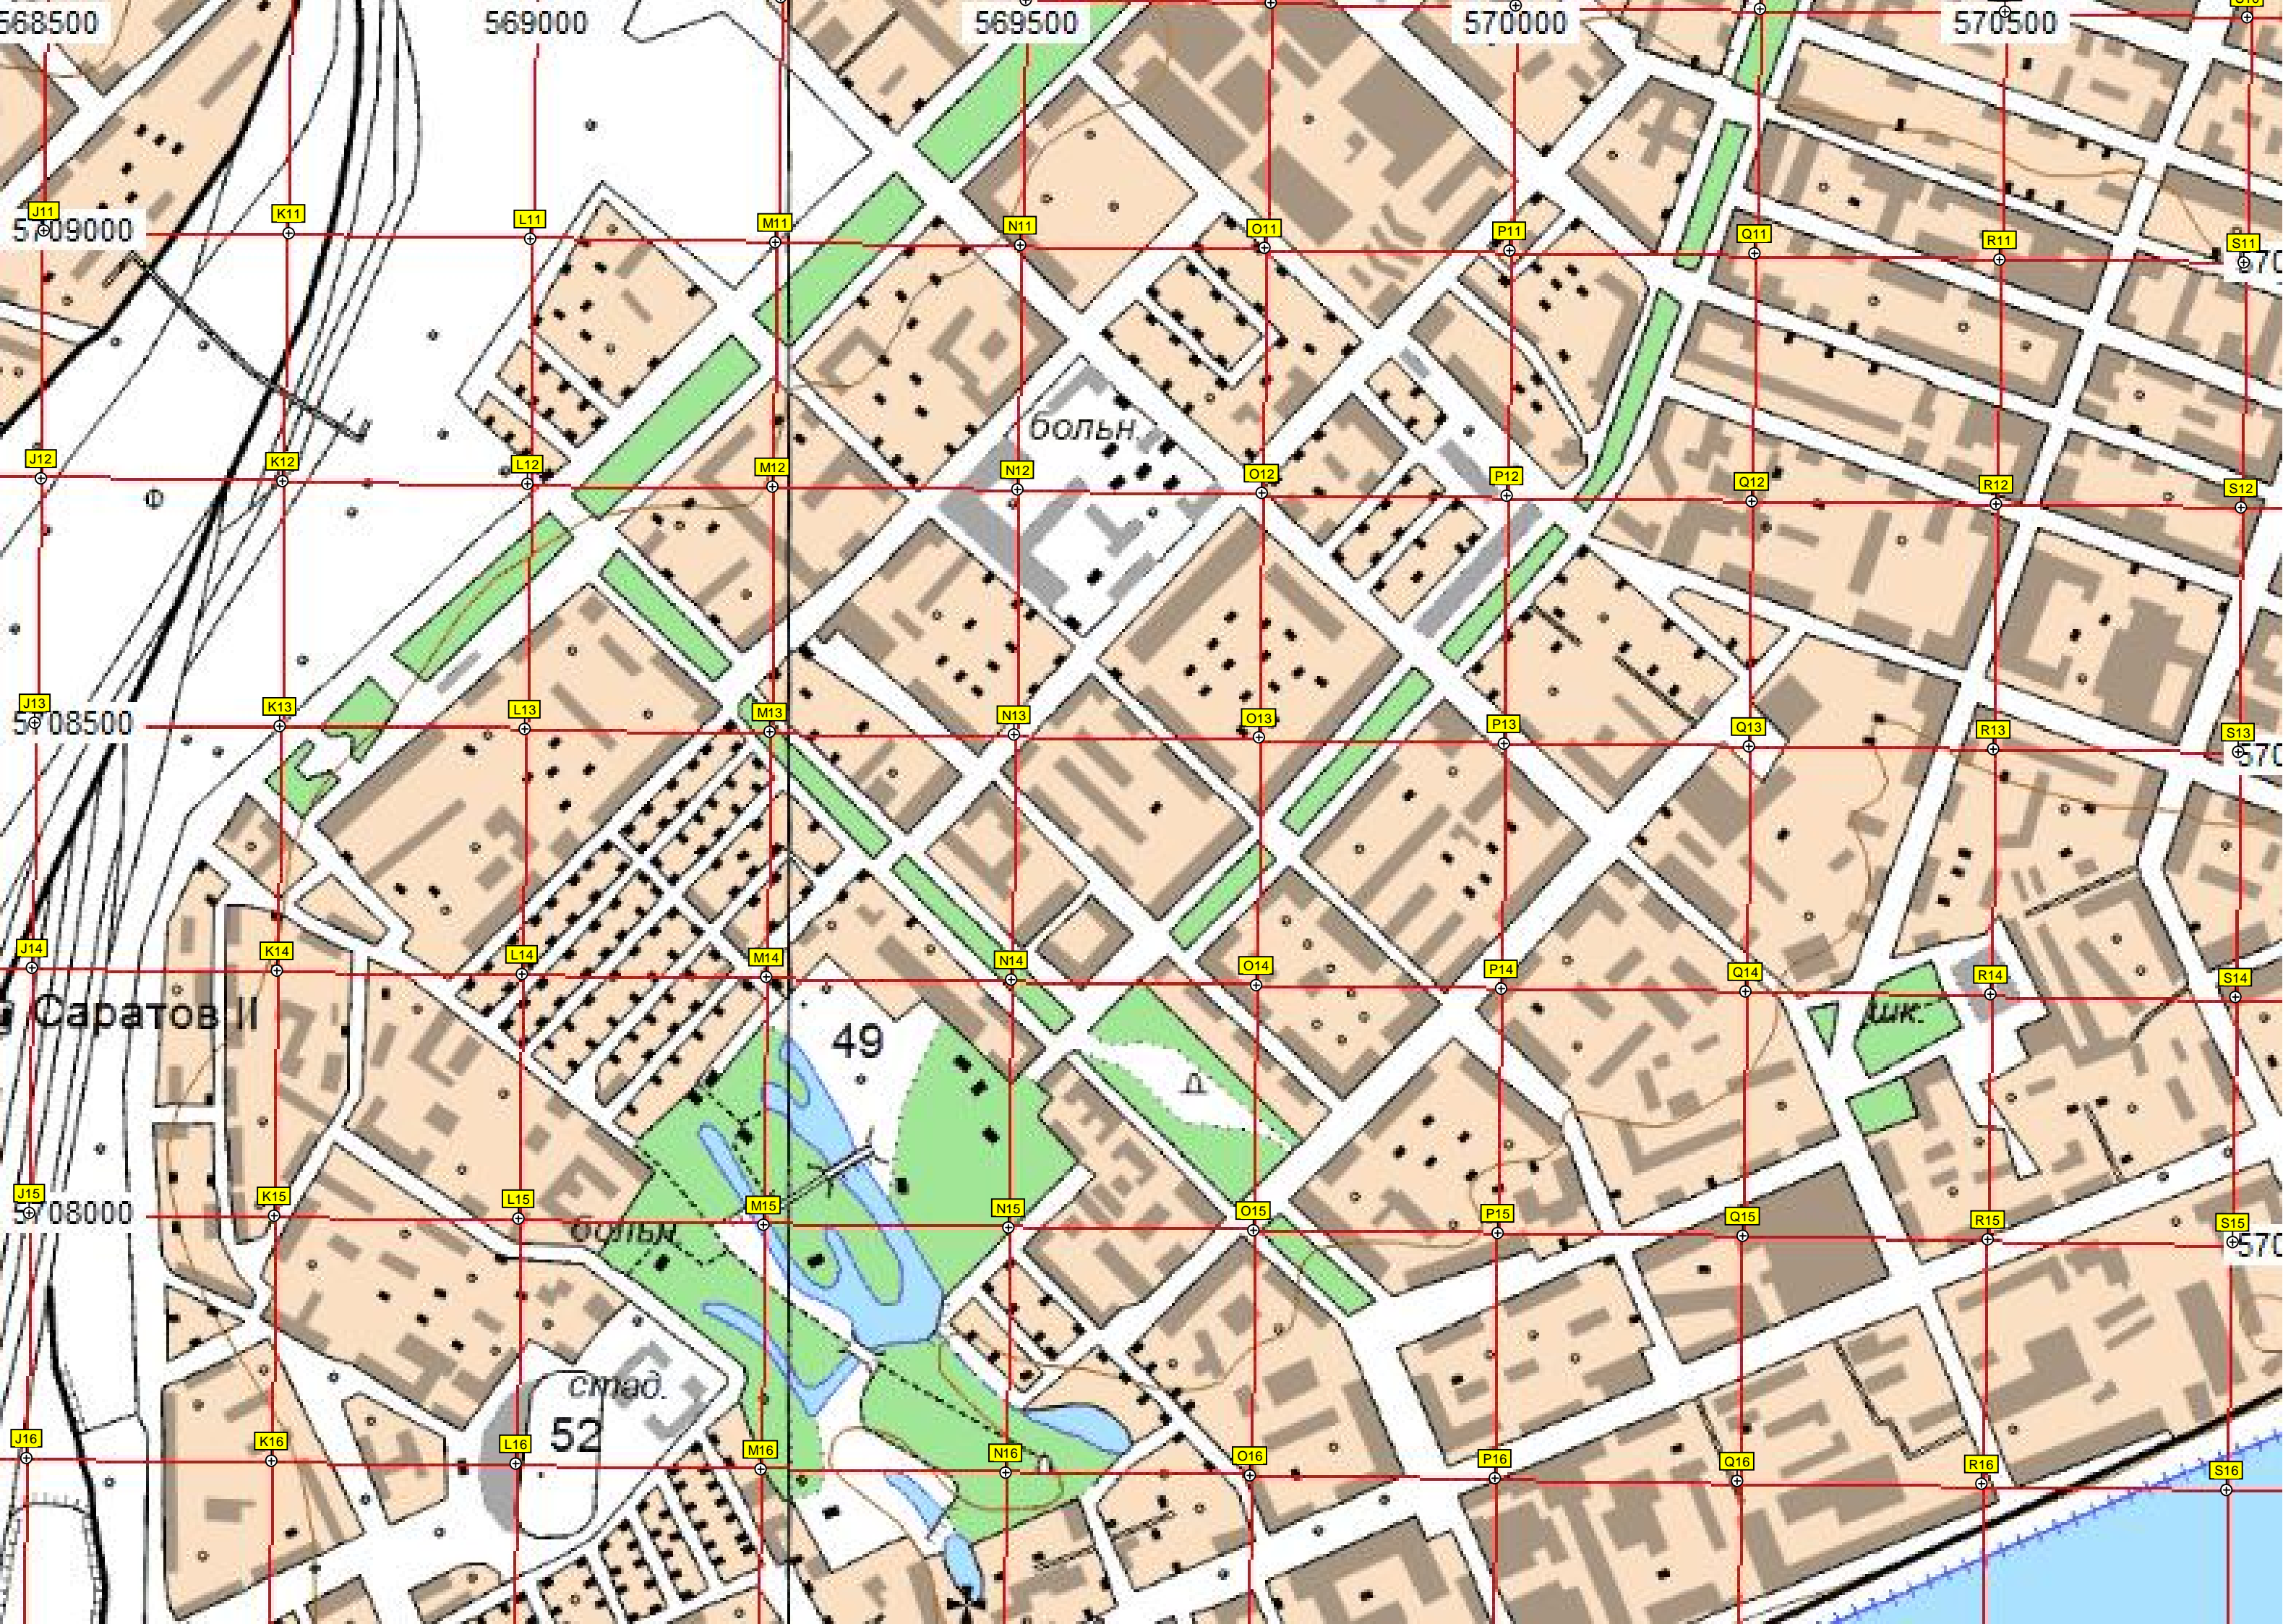 568500 569000 569500 570000 570500
J11 K11 L11 M11 N11 O11 P11 Q11 R11 S11
5709000 570
больн.
J12 K12 L12 M12 N12 O12 P12 Q12 R12 S12
J13 K13 L13 M13 N13 O13 P13 Q13 R13 S13
5708500 570
J14 K14 L14 M14 N14 O14 P14 Q14 R14 S14
Саратов II
шк.
49
Д
J15 K15 L15 M15 N15 O15 P15 Q15 R15 S15
5708000 570
больн.
стад.
52
J16 K16 L16 M16 N16 O16 P16 Q16 R16 S16